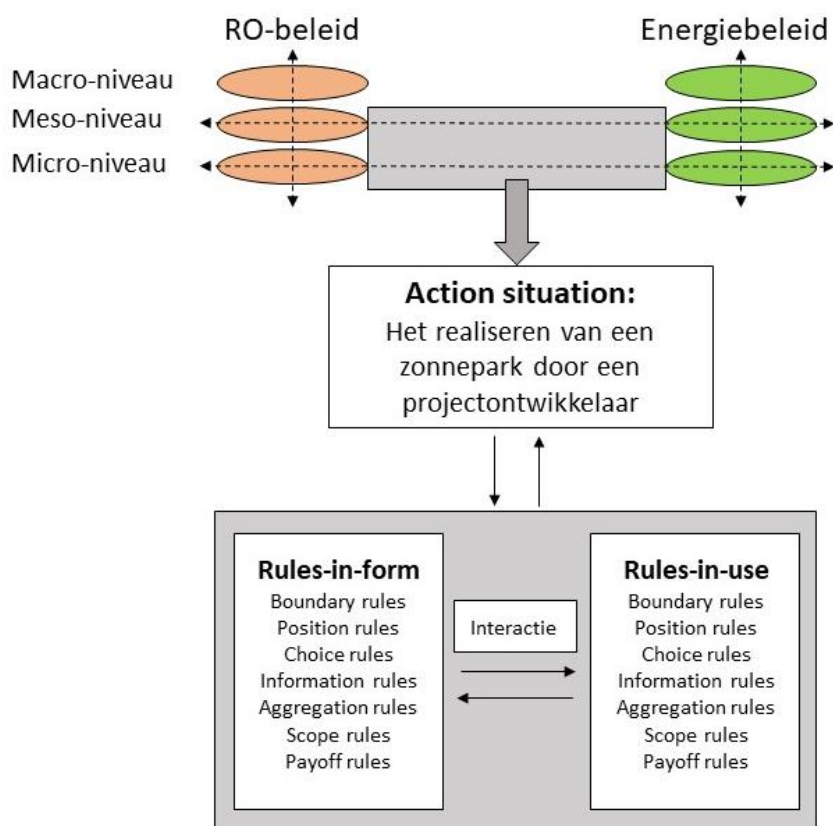 RO-beleid
Energiebeleid
Macro-niveau
Meso-niveau
Micro-niveau
Action situation:
Het realiseren van een
zonnepark door een
projectontwikkelaar
Rules-in-form
Boundary rules
Position rules
Choice rules
Information rules
Aggregation rules
Scope rules
Payoff rules
Interactie
Rules-in-use
Boundary rules
Position rules
Choice rules
Information rules
Aggregation rules
Scope rules
Payoff rules